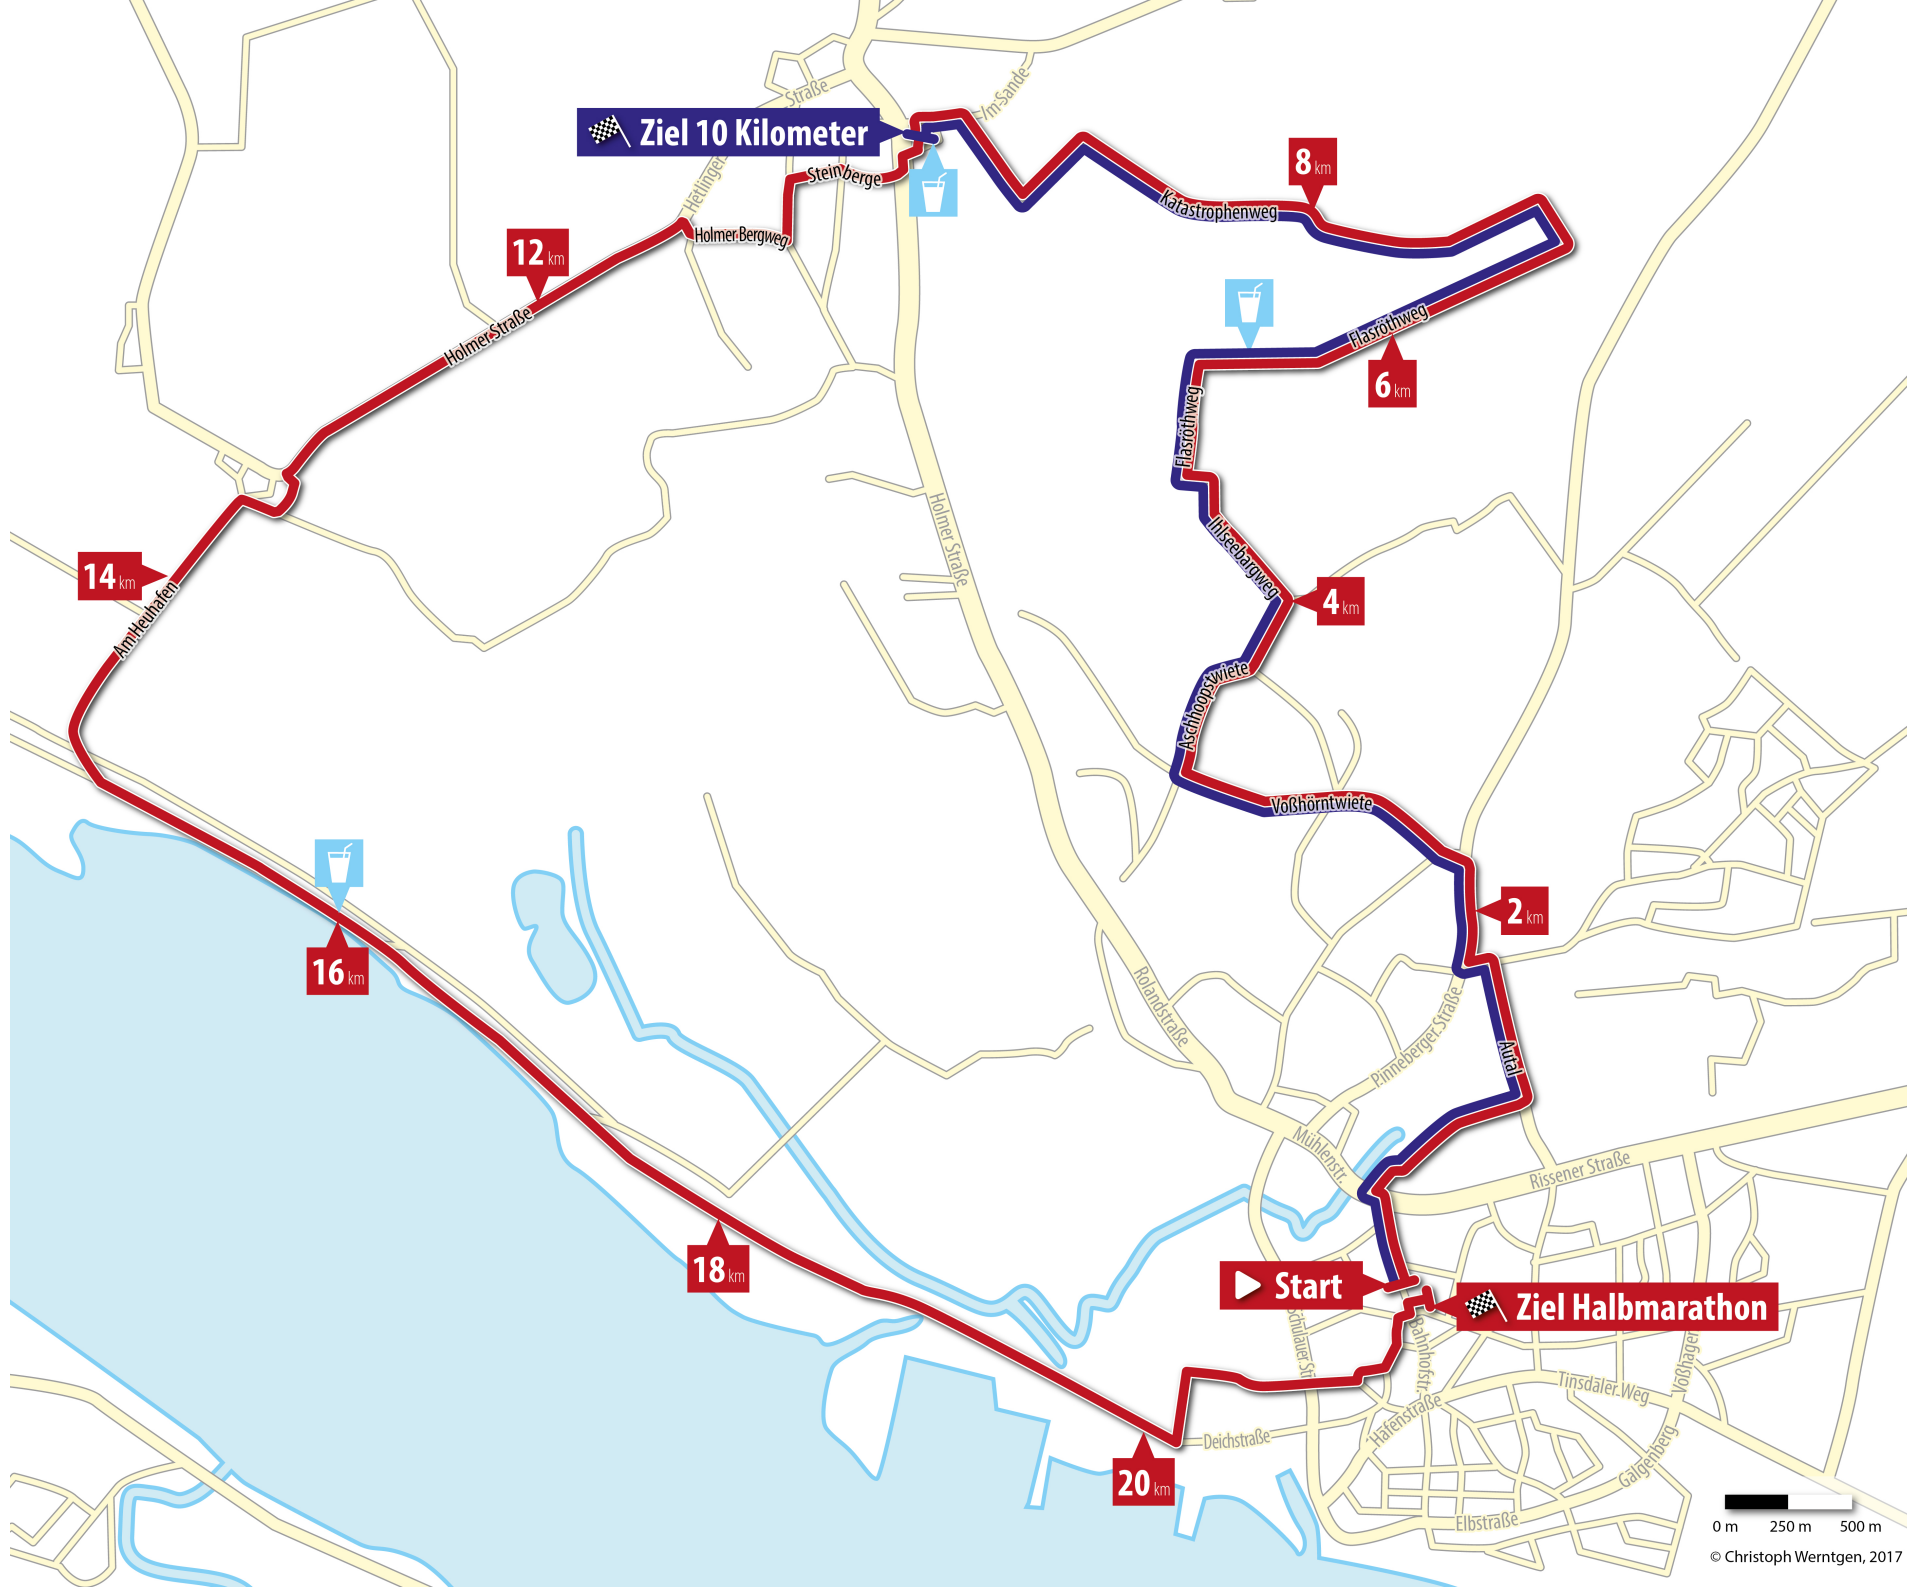 Straße
Im Sande
Ziel 10 Kilometer
Hetlinger
Steinberge
8 km
Katastrophenweg
12 km
Holmer Bergweg
Holmer Straße
Flasröthweg
6 km
Flasröthweg
Holmer Straße
Ihlseebargweg
14 km
Am Heuhafen
4 km
Aschhoopstwiete
Voßhörntwiete
2 km
16 km
Rolandstraße
Pinneberger Straße
Autal
Mühlenstr.
Rissener Straße
18 km
Start
Ziel Halbmarathon
Schulauer Str.
Bahnhofstr.
Voßhagen
Tinsdaler Weg
Hafenstraße
Deichstraße
Galgenberg
20 km
Elbstraße
0 m 250 m 500 m
© Christoph Werntgen, 2017